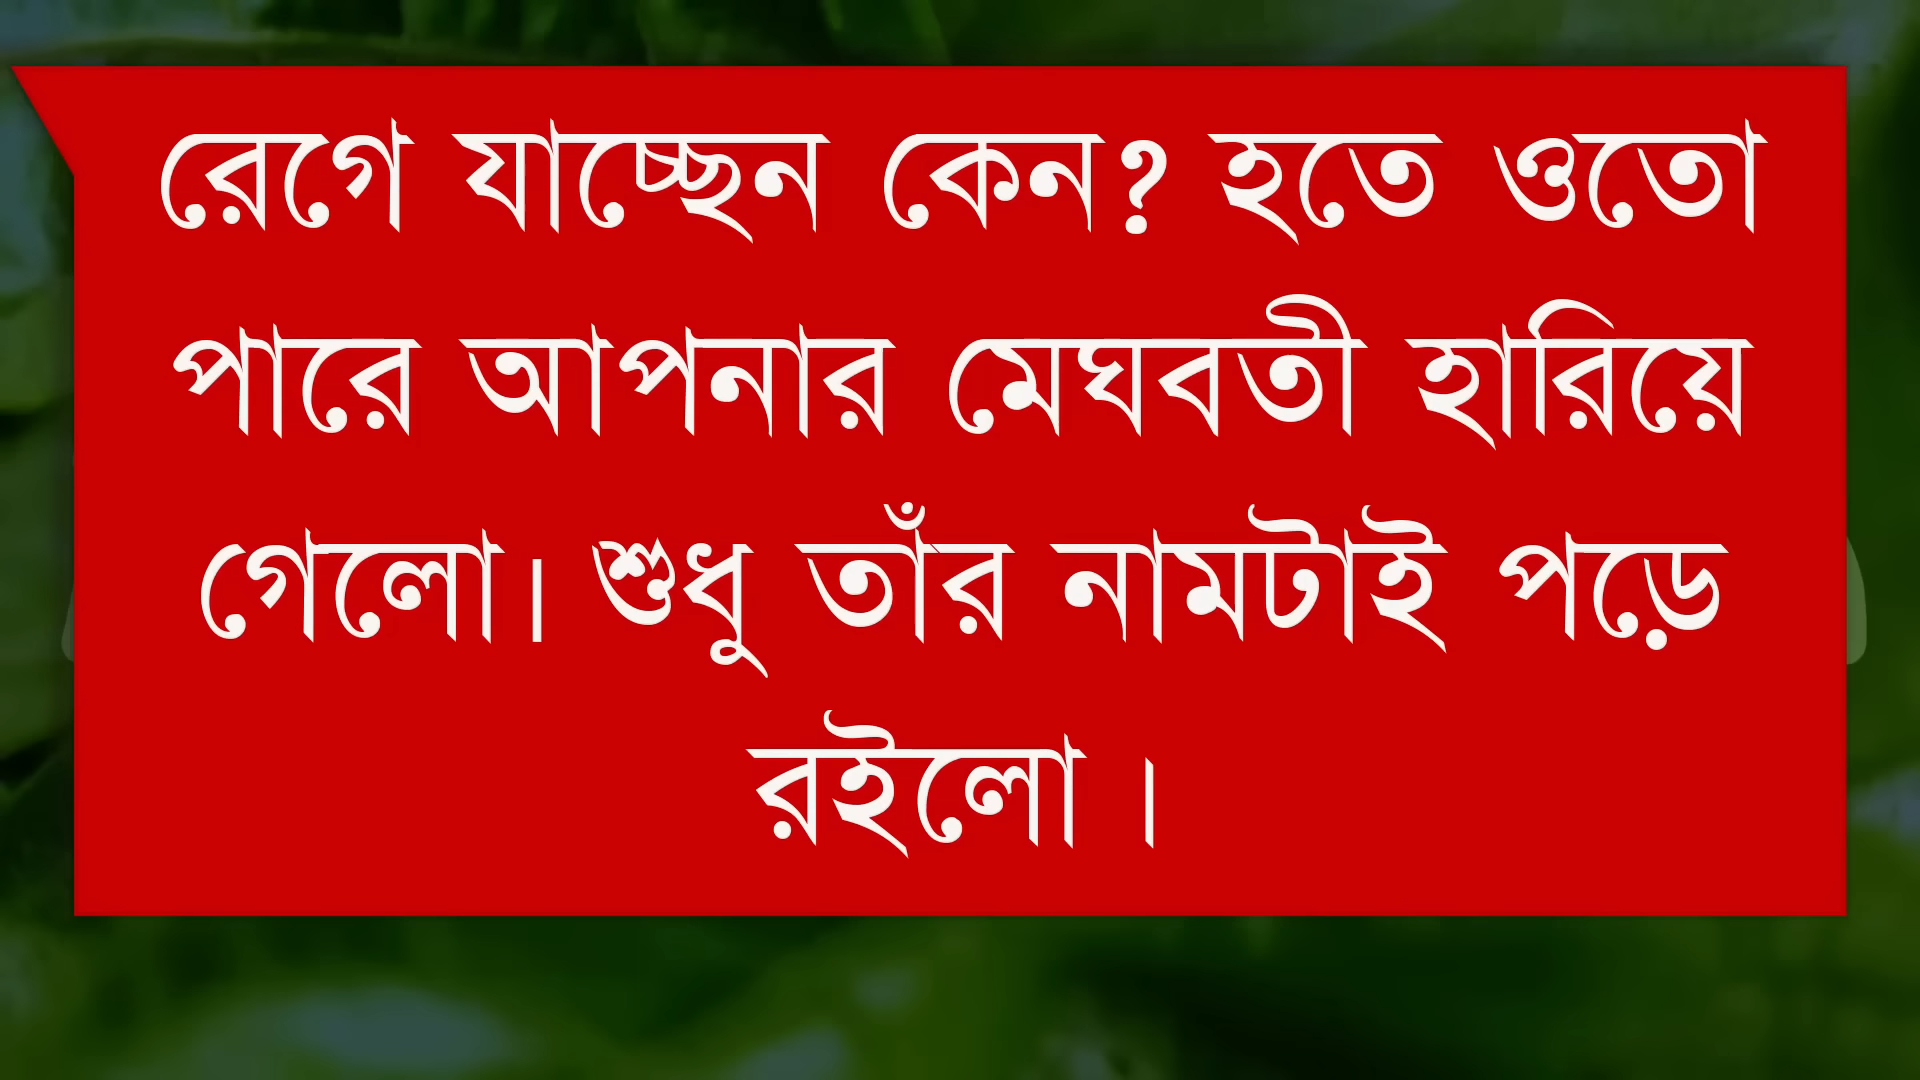 রেগে যাচ্ছেন কেন? হতে ওতো
পারে আপনার মেঘবতী হারিয়ে
গেলো। শুধু তাঁর নামটাই পড়ে
রইলো ।